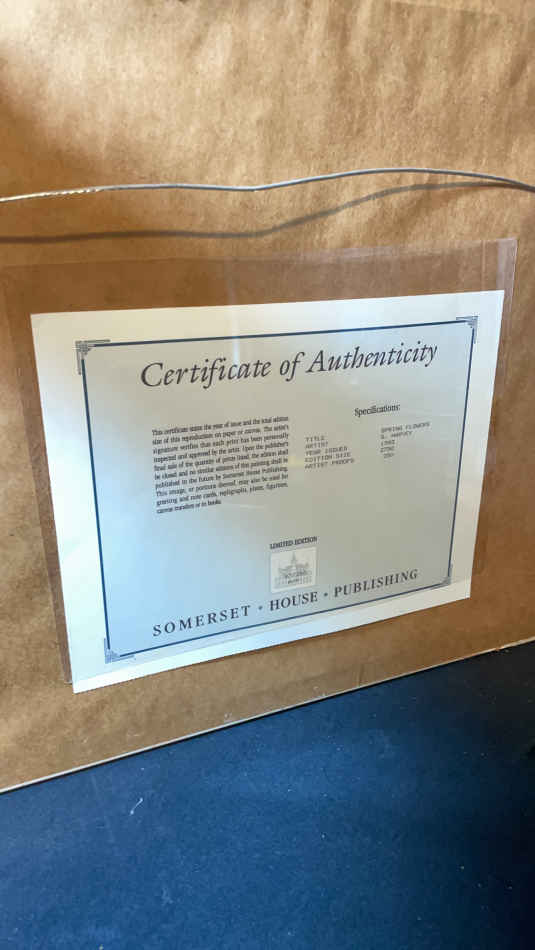 Certificate of Authenticity
This certificate states the year of issue and the total edition
size of this reproduction on paper or canvas. The artist's
signature verifies that each print has been personally
inspected and approved by the artist. Upon the publisher's
final sale of the quantity of prints listed, the edition shall
be closed and no similar editions of this painting shall be
published in the future by Somerset House Publishing.
This image, or portions thereof, may also be used for
greeting and note cards, replographs, plates, figurines,
canvas transfers or in books.
Specifications:
TITLE SPRING FLOWERS
ARTIST G. HARVEY
YEAR ISSUED
EDITION SIZE
ARTIST PROOFS
LIMITED EDITION
SOMERSET • HOUSE • PUBLISHING